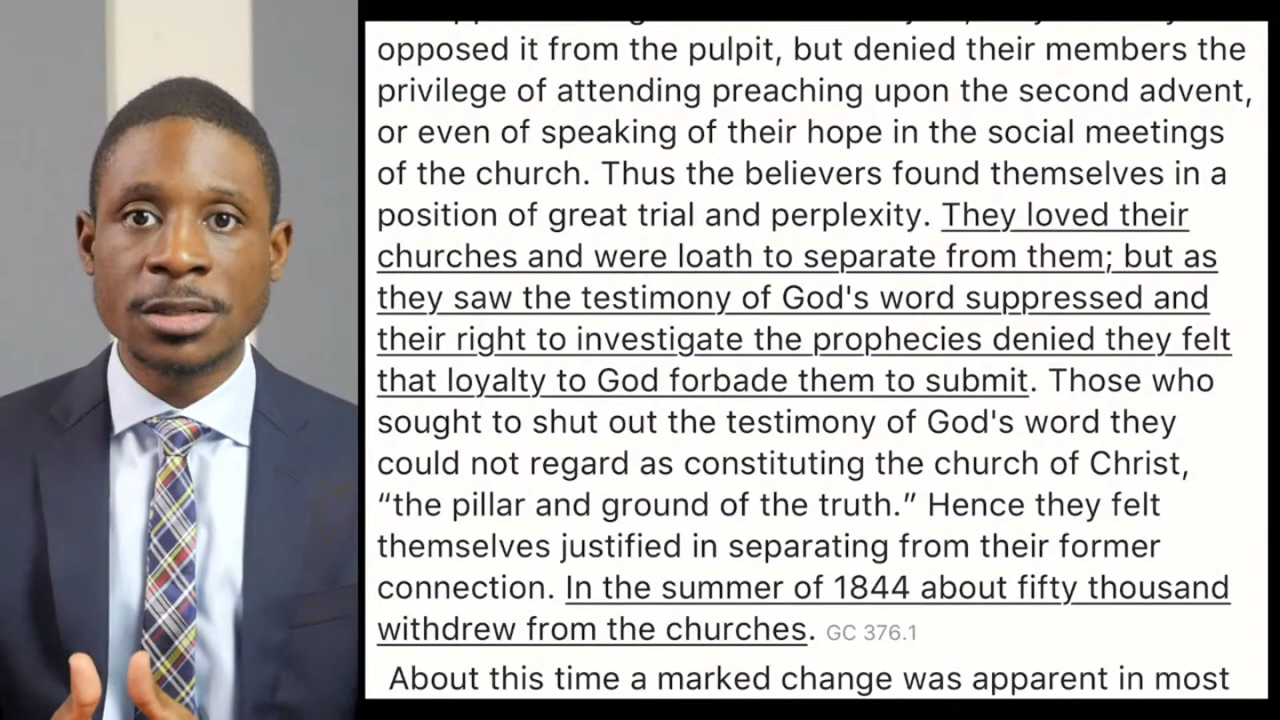 opposed it from the pulpit, but denied their members the
privilege of attending preaching upon the second advent,
or even of speaking of their hope in the social meetings
of the church. Thus the believers found themselves in a
position of great trial and perplexity. They loved their
churches and were loath to separate from them; but as
they saw the testimony of God's word suppressed and
their right to investigate the prophecies denied they felt
that loyalty to God forbade them to submit. Those who
sought to shut out the testimony of God's word they
could not regard as constituting the church of Christ,
“the pillar and ground of the truth.” Hence they felt
themselves justified in separating from their former
connection. In the summer of 1844 about fifty thousand
withdrew from the churches. GC 376.1
About this time a marked change was apparent in most